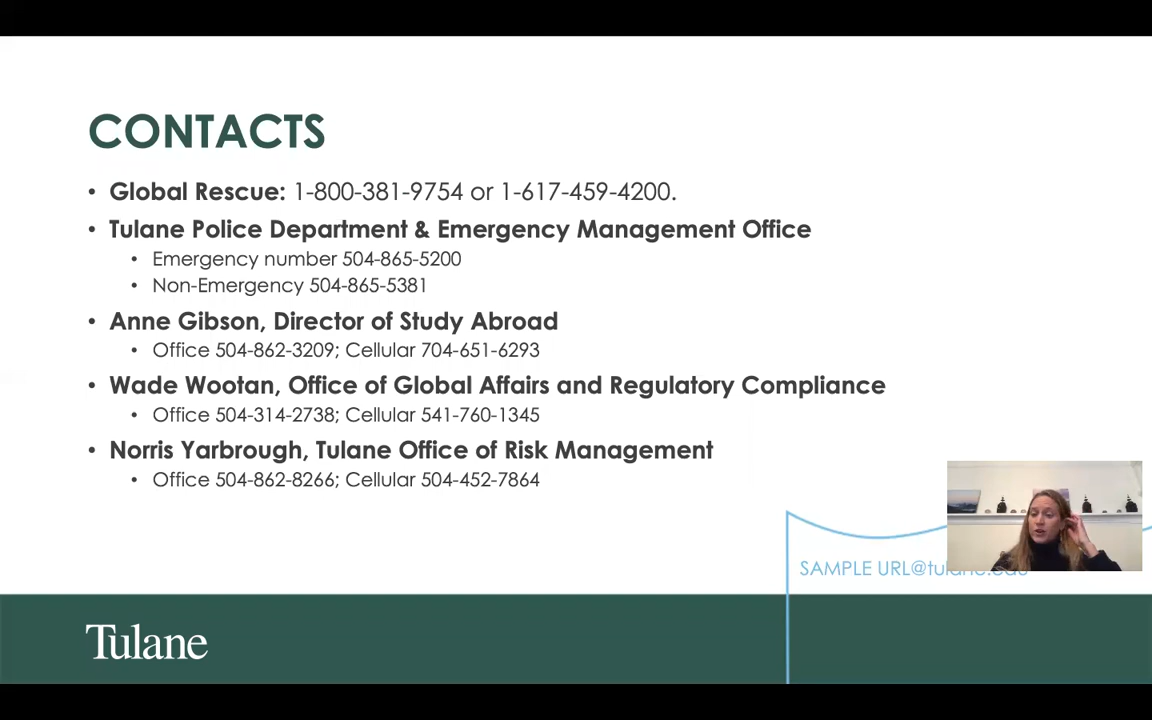 CONTACTS
• Global Rescue: 1-800-381-9754 or 1-617-459-4200.
• Tulane Police Department & Emergency Management Office
• Emergency number 504-865-5200
• Non-Emergency 504-865-5381
• Anne Gibson, Director of Study Abroad
• Office 504-862-3209; Cellular 704-651-6293
• Wade Wootan, Office of Global Affairs and Regulatory Compliance
• Office 504-314-2738; Cellular 541-760-1345
• Norris Yarbrough, Tulane Office of Risk Management
• Office 504-862-8266; Cellular 504-452-7864
SAMPLE URL@tulane.edu
Tulane